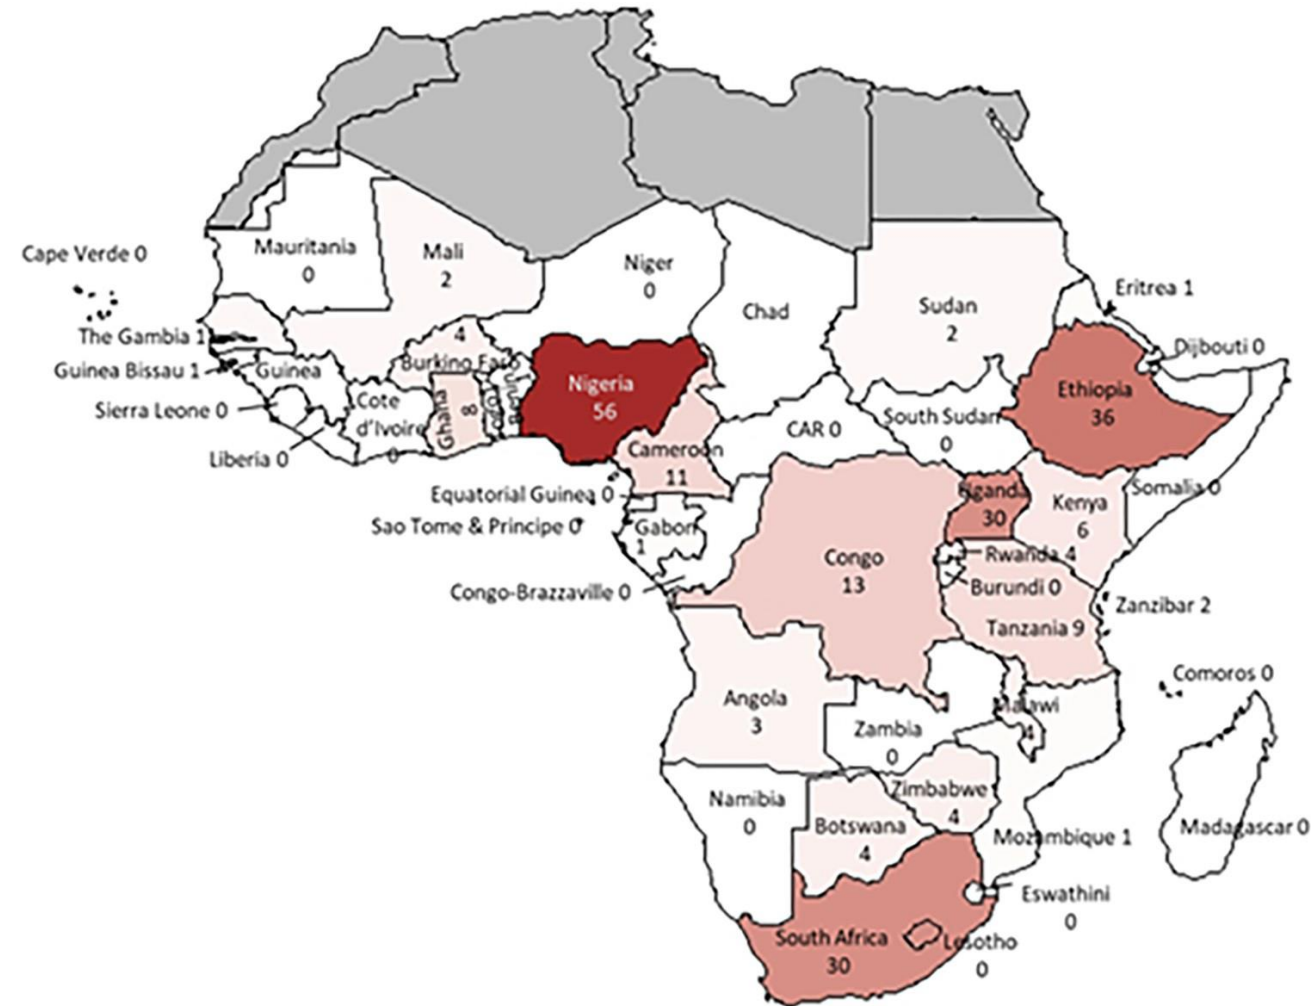 Cape Verde 0
Mauritania
0
Mali
2
Niger
0
Chad
Sudan
2
Eritrea 1
The Gambia 1
Guinea Bissau 1
Guinea
Sierra Leone 0
Liberia 0
Cote
d'Ivoire
0
4
Burkino Faso
Ghana
8
Togo
Nigeria
56
Cameroon
11
CAR 0
South Sudan
0
Ethiopia
36
Dijbouti 0
Somalia 0
Equatorial Guinea 0
Sao Tome & Principe 0
Gabon
1
Congo-Brazzaville 0
Congo
13
Uganda
30
Kenya
6
Rwanda 4
Burundi 0
Tanzania 9
Zanzibar 2
Comoros 0
Angola
3
Zambia
0
Malawi
4
Namibia
0
Botswana
4
Zimbabwe
4
Mozambique 1
Madagascar 0
Eswathini
0
South Africa
30
Lesotho
0